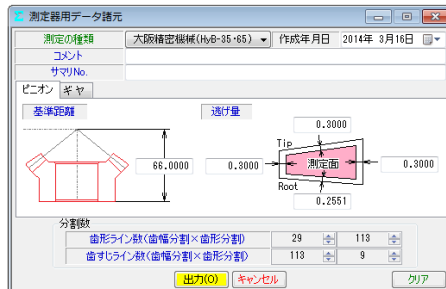 測定器用データ諸元
測定の種類 大阪精密機械(HyB-35・65) 作成年月日 2014年 3月16日
コメント
サマリNo.
ピニオン ギヤ
基準距離 逃げ量
0.3000
Tip
66.0000 0.3000 測定面 0.3000
Root
0.2551
分割数
歯形ライン数(歯幅分割×歯形分割) 29 113
歯すじライン数(歯幅分割×歯形分割) 113 9
出力(O) キャンセル クリア